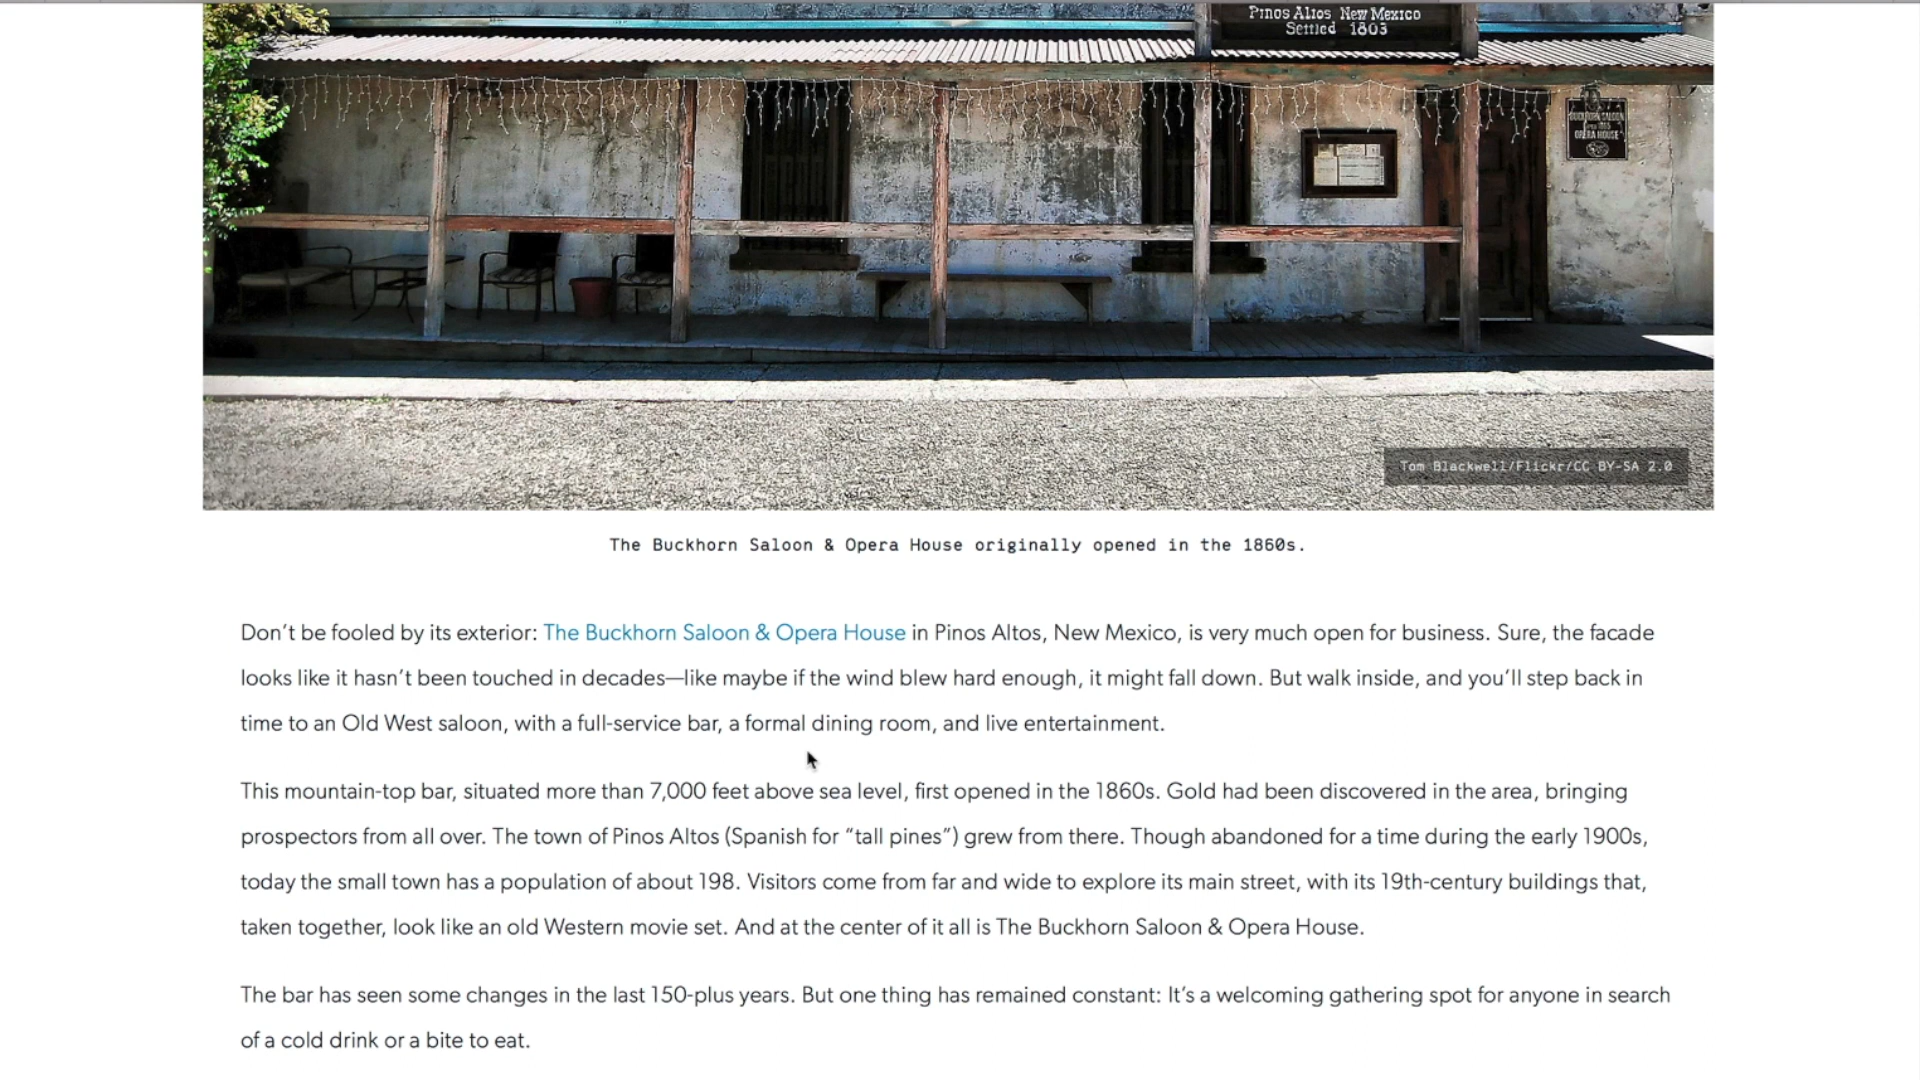 Pinos Altos New Mexico
Settled 1803
BUCKHORN SALOON
OPERA HOUSE
Tom Blackwell/Flickr/CC BY-SA 2.0
The Buckhorn Saloon & Opera House originally opened in the 1860s.
Don’t be fooled by its exterior: The Buckhorn Saloon & Opera House in Pinos Altos, New Mexico, is very much open for business. Sure, the facade
looks like it hasn’t been touched in decades—like maybe if the wind blew hard enough, it might fall down. But walk inside, and you’ll step back in
time to an Old West saloon, with a full-service bar, a formal dining room, and live entertainment.
This mountain-top bar, situated more than 7,000 feet above sea level, first opened in the 1860s. Gold had been discovered in the area, bringing
prospectors from all over. The town of Pinos Altos (Spanish for “tall pines”) grew from there. Though abandoned for a time during the early 1900s,
today the small town has a population of about 198. Visitors come from far and wide to explore its main street, with its 19th-century buildings that,
taken together, look like an old Western movie set. And at the center of it all is The Buckhorn Saloon & Opera House.
The bar has seen some changes in the last 150-plus years. But one thing has remained constant: It’s a welcoming gathering spot for anyone in search
of a cold drink or a bite to eat.